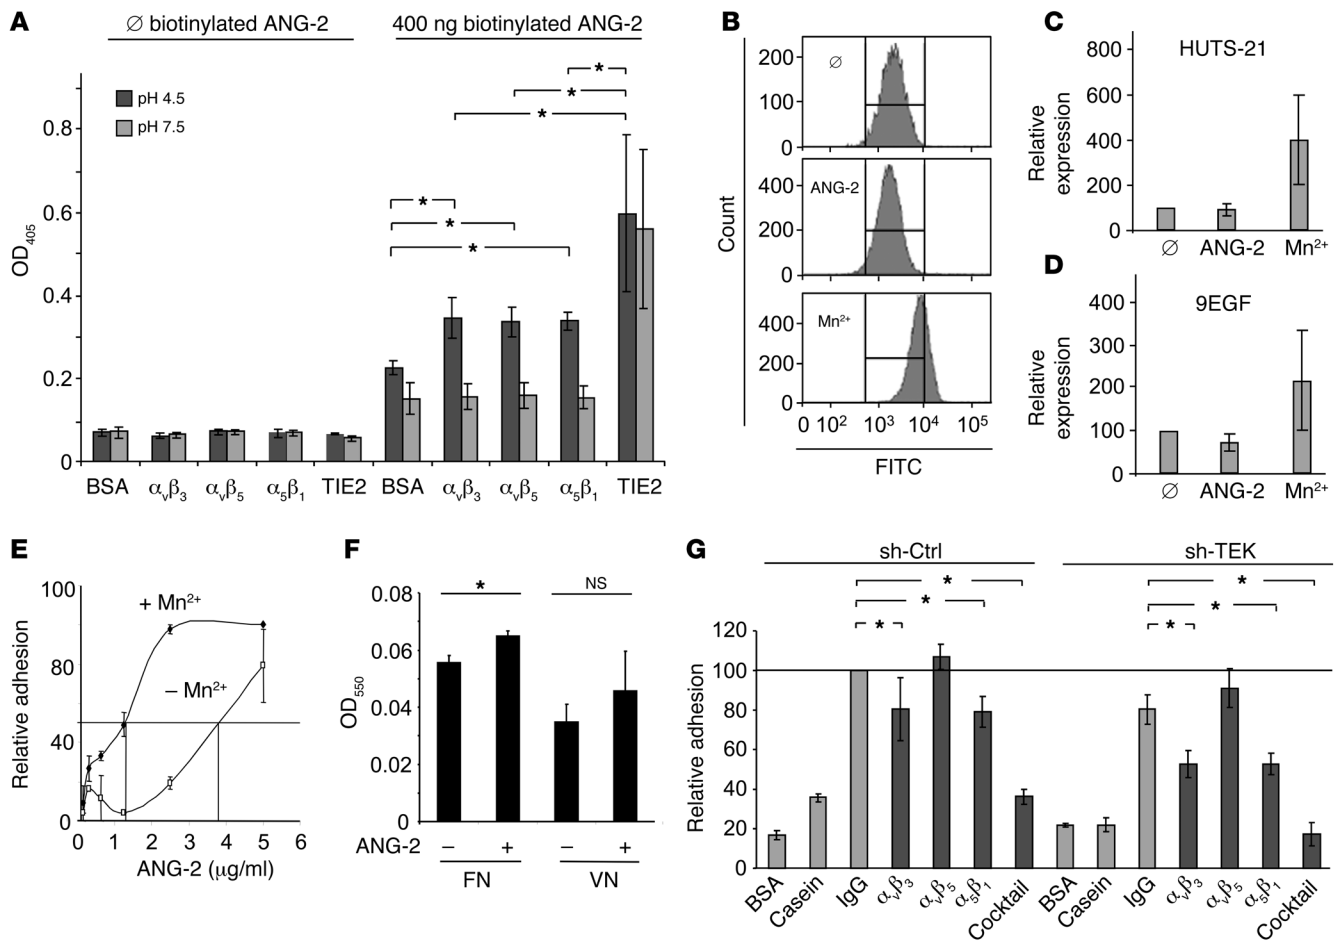 A
∅ biotinylated ANG-2
400 ng biotinylated ANG-2
pH 4.5
pH 7.5
OD405
0.8
0.6
0.4
0.2
0
* * * * * *
BSA αvβ3 αvβ5 α5β1 TIE2 BSA αvβ3 αvβ5 α5β1 TIE2
B
Count
∅
200
100
0
ANG-2
400
200
0
Mn2+
400
200
0
0 10² 10³ 10⁴ 10⁵
FITC
C
HUTS-21
Relative
expression
800
600
400
200
0
∅ ANG-2 Mn2+
D
9EGF
Relative
expression
400
300
200
100
0
∅ ANG-2 Mn2+
E
Relative adhesion
100
80
40
0
+ Mn2+
– Mn2+
0 1 2 3 4 5 6
ANG-2 (μg/ml)
F
OD550
0.08
0.06
0.04
0.02
0
*
NS
ANG-2 – + – +
FN VN
G
sh-Ctrl sh-TEK
* * * * * *
Relative adhesion
120
100
80
60
40
20
0
BSA Casein IgG αvβ3 αvβ5 α5β1 Cocktail BSA Casein IgG αvβ3 αvβ5 α5β1 Cocktail